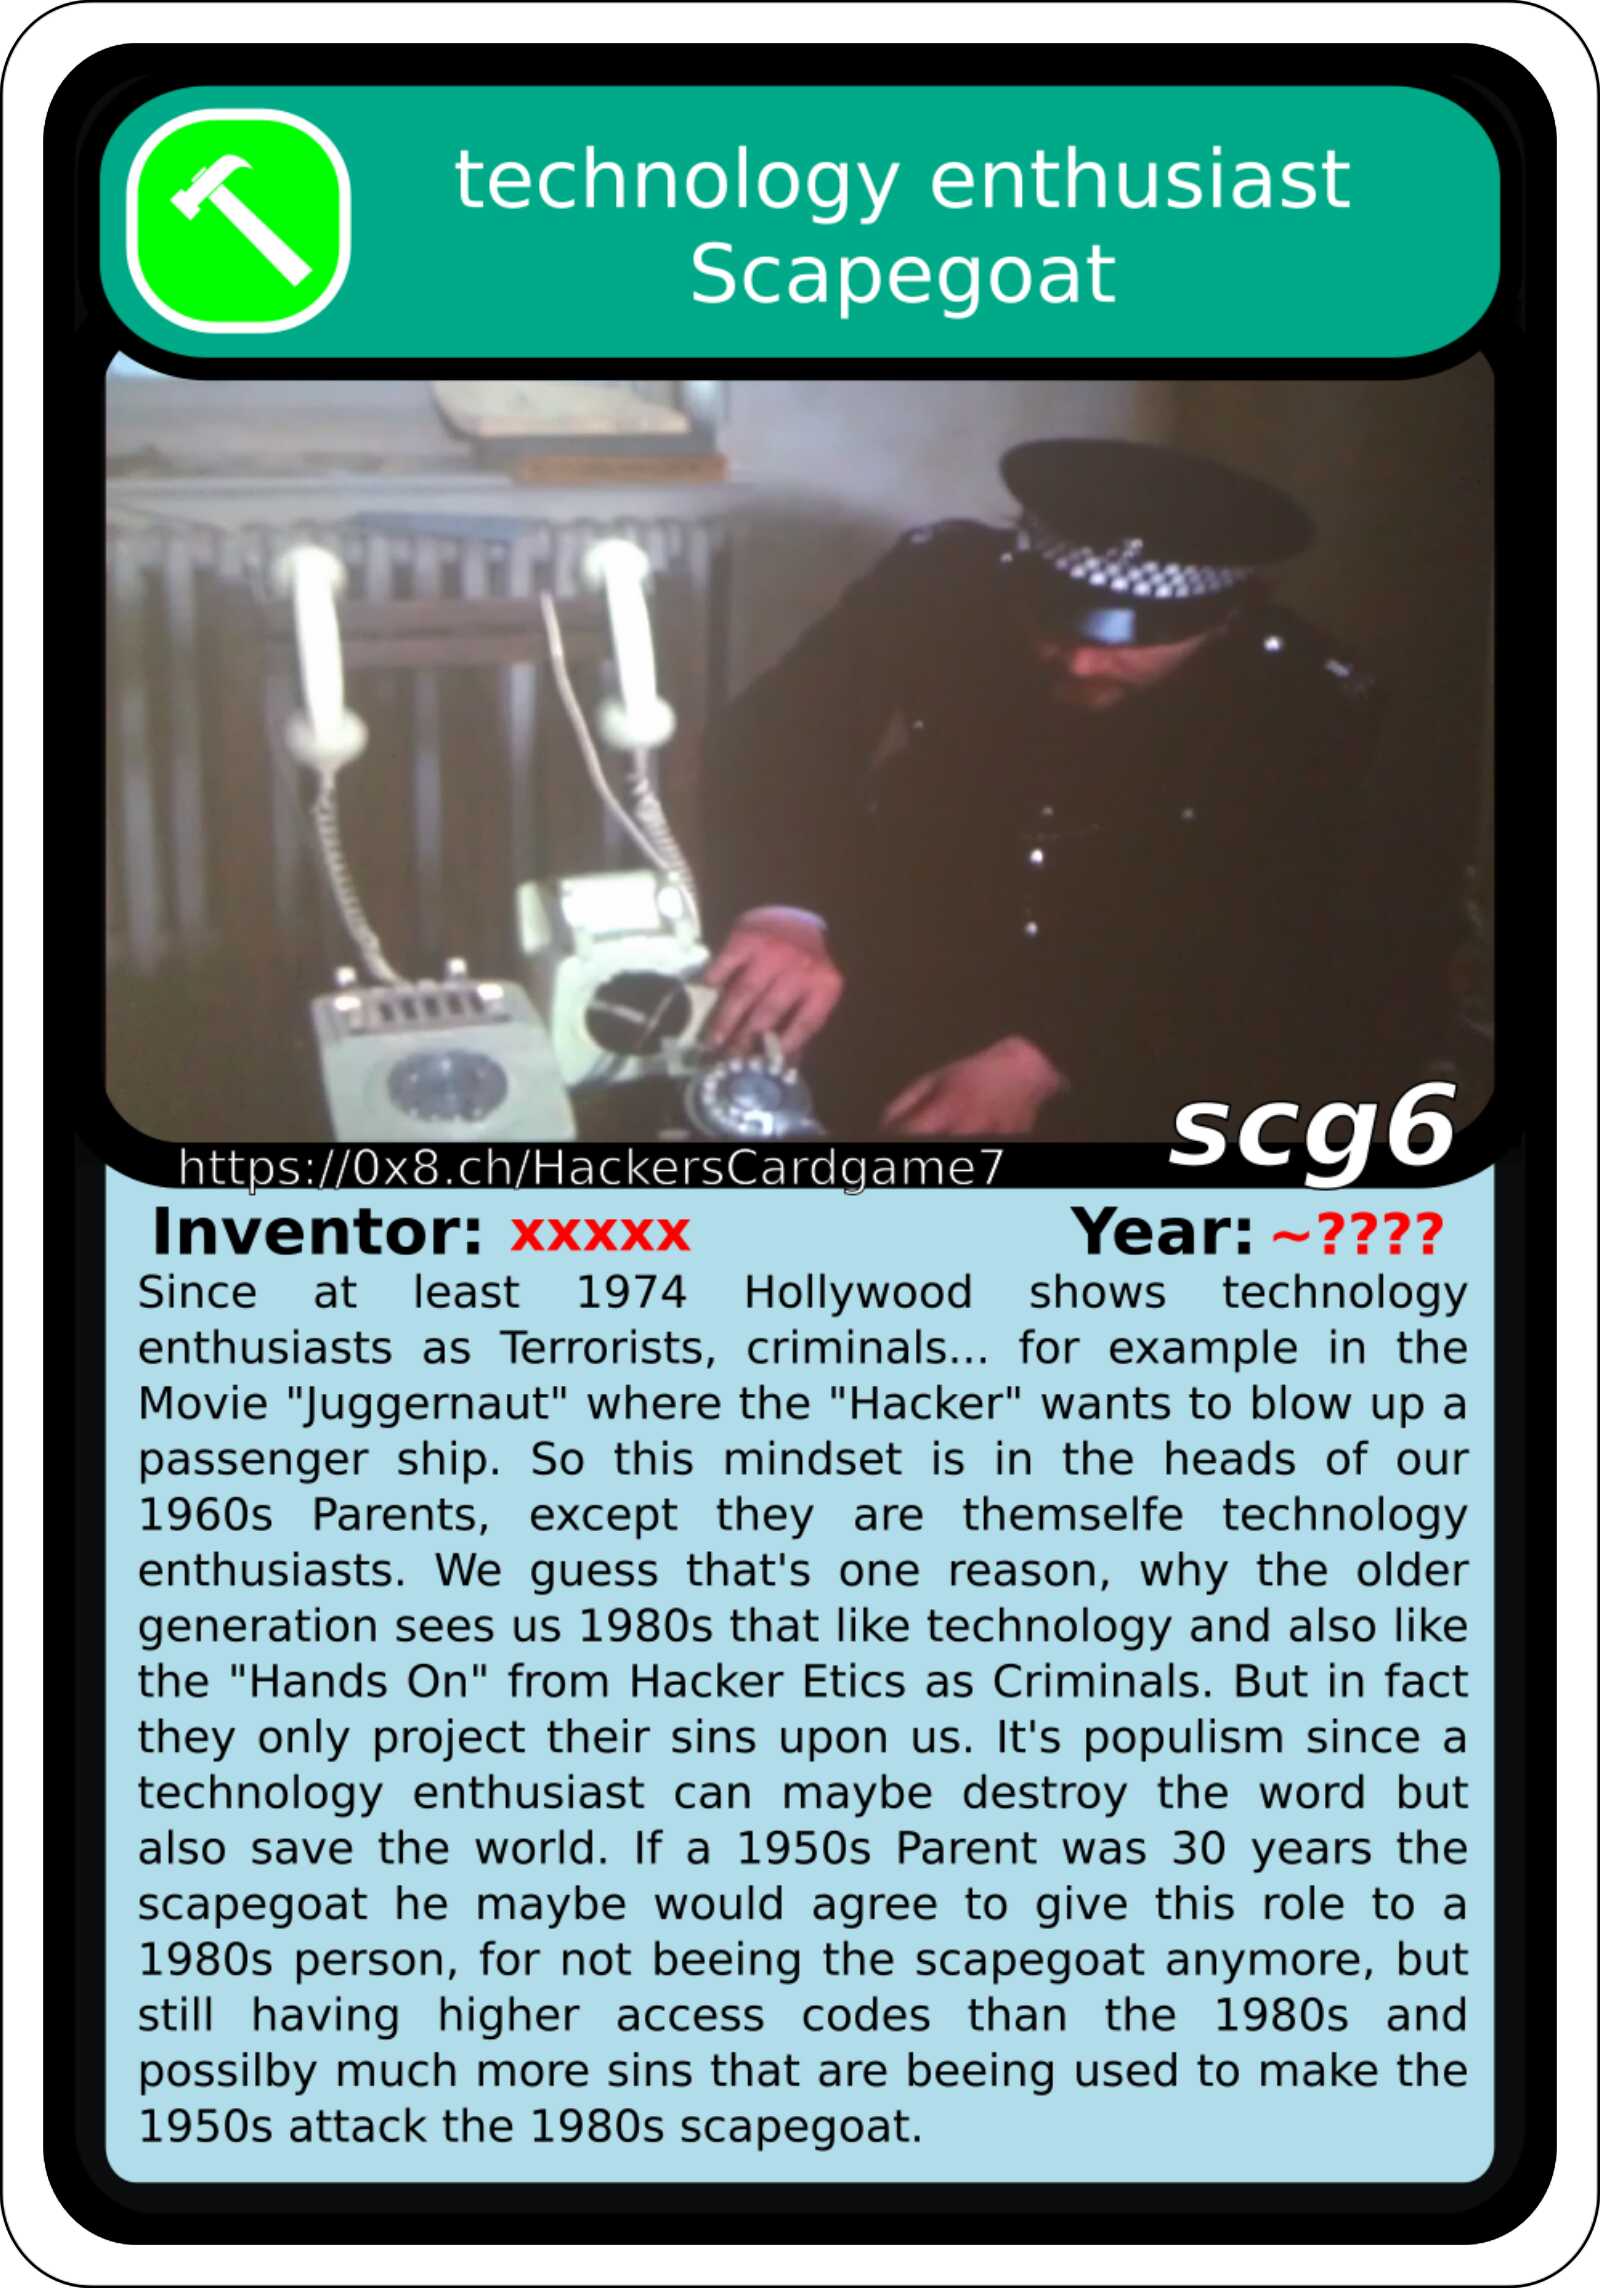 technology enthusiast
Scapegoat
scg6
https://0x8.ch/HackersCardgame7
Inventor: xxxxx Year: ~????
Since at least 1974 Hollywood shows technology
enthusiasts as Terrorists, criminals... for example in the
Movie "Juggernaut" where the "Hacker" wants to blow up a
passenger ship. So this mindset is in the heads of our
1960s Parents, except they are themselfe technology
enthusiasts. We guess that's one reason, why the older
generation sees us 1980s that like technology and also like
the "Hands On" from Hacker Etics as Criminals. But in fact
they only project their sins upon us. It's populism since a
technology enthusiast can maybe destroy the word but
also save the world. If a 1950s Parent was 30 years the
scapegoat he maybe would agree to give this role to a
1980s person, for not beeing the scapegoat anymore, but
still having higher access codes than the 1980s and
possilby much more sins that are beeing used to make the
1950s attack the 1980s scapegoat.